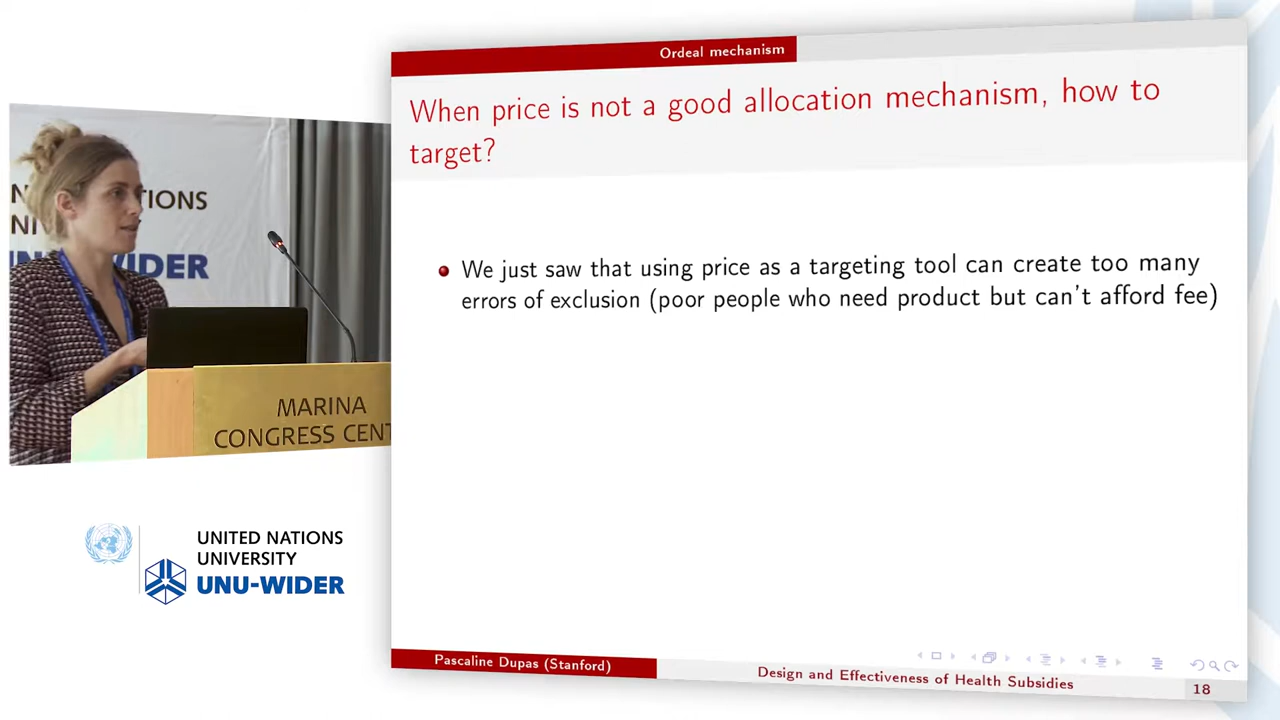 Ordeal mechanism
When price is not a good allocation mechanism, how to
target?
We just saw that using price as a targeting tool can create too many
errors of exclusion (poor people who need product but can't afford fee)
Pascaline Dupas (Stanford)
Design and Effectiveness of Health Subsidies
18
TIONS
WIDER
MARINA
CONGRESS CENT
UNITED NATIONS
UNIVERSITY
UNU-WIDER